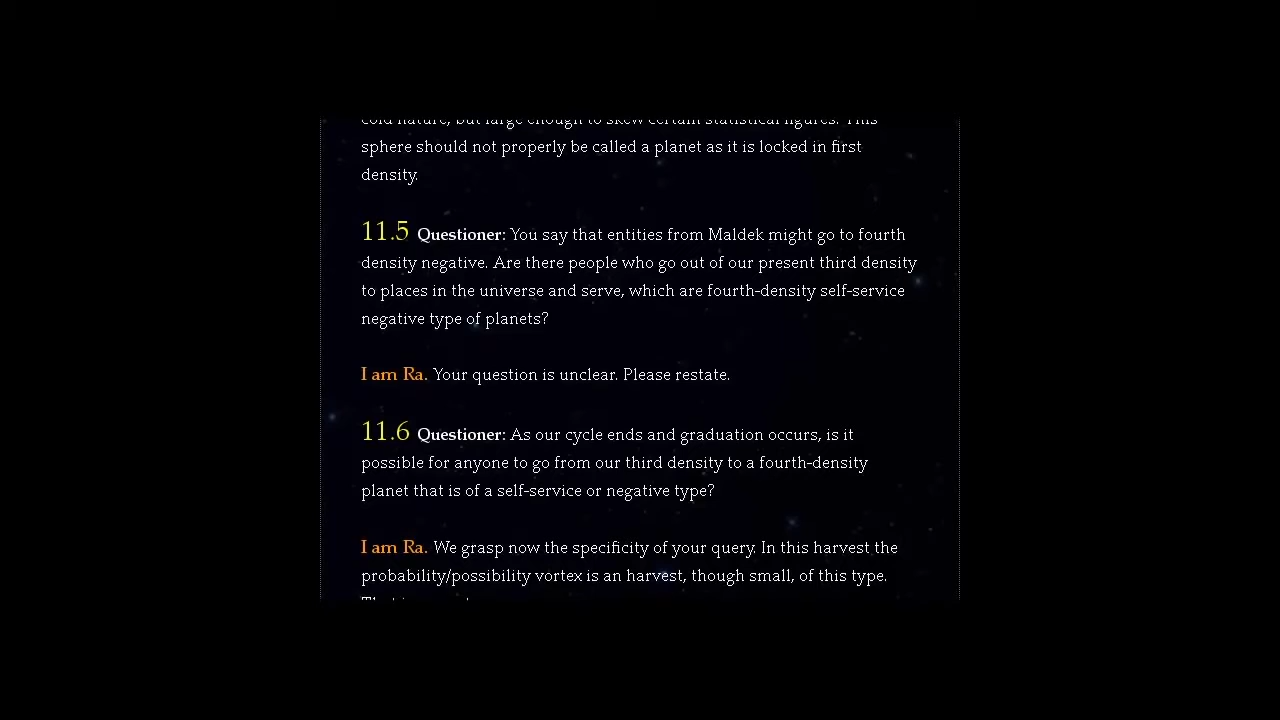 cold nature, but large enough to skew certain statistical figures. This
sphere should not properly be called a planet as it is locked in first
density.
11.5 Questioner: You say that entities from Maldek might go to fourth
density negative. Are there people who go out of our present third density
to places in the universe and serve, which are fourth-density self-service
negative type of planets?
I am Ra. Your question is unclear. Please restate.
11.6 Questioner: As our cycle ends and graduation occurs, is it
possible for anyone to go from our third density to a fourth-density
planet that is of a self-service or negative type?
I am Ra. We grasp now the specificity of your query. In this harvest the
probability/possibility vortex is an harvest, though small, of this type.